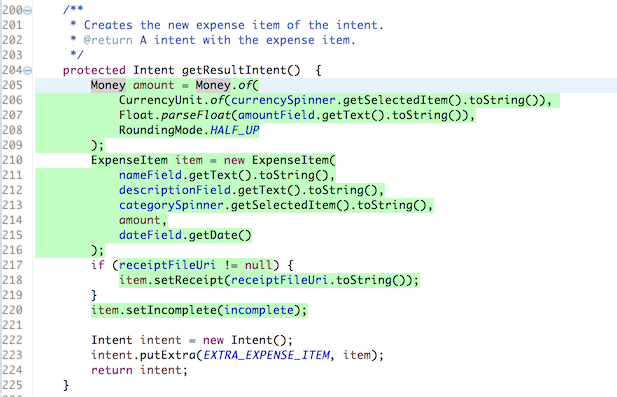 200 /**
201 * Creates the new expense item of the intent.
202 * @return A intent with the expense item.
203 */
204 protected Intent getResultIntent() {
205 Money amount = Money.of(
206 CurrencyUnit.of(currencySpinner.getSelectedItem().toString()),
207 Float.parseFloat(amountField.getText().toString()),
208 RoundingMode.HALF_UP
209 );
210 ExpenseItem item = new ExpenseItem(
211 nameField.getText().toString(),
212 descriptionField.getText().toString(),
213 categorySpinner.getSelectedItem().toString(),
214 amount,
215 dateField.getDate()
216 );
217 if (receiptFileUri != null) {
218 item.setReceipt(receiptFileUri.toString());
219 }
220 item.setIncomplete(incomplete);
221
222 Intent intent = new Intent();
223 intent.putExtra(EXTRA_EXPENSE_ITEM, item);
224 return intent;
225 }